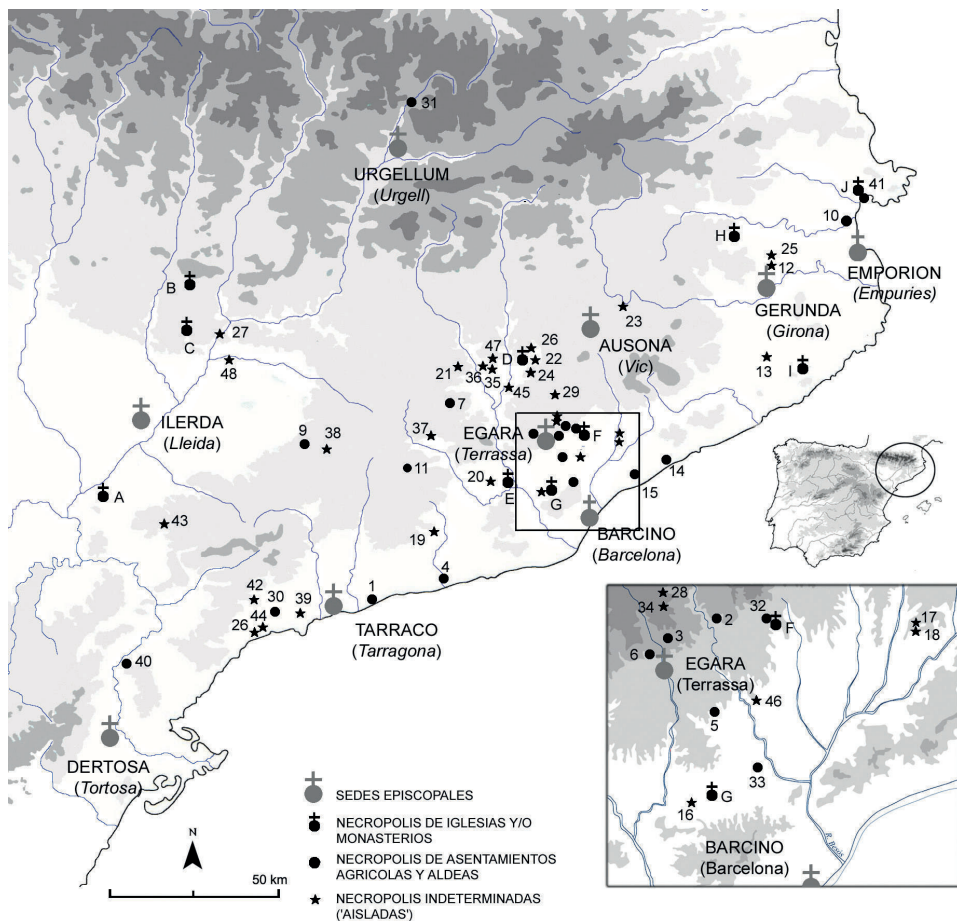 31
URGELLUM
(Urgell)
J
41
10
H
25
12
EMPORION
(Empuries)
GERUNDA
(Girona)
B
C
27
48
23
AUSONA
(Vic)
47
26
D
22
21
36
35
24
45
13
I
29
7
ILERDA
(Lleida)
9
38
37
EGARA
(Terrassa)
F
11
20
E
G
14
15
A
43
19
BARCINO
(Barcelona)
4
42
30
39
1
44
26
TARRACO
(Tarragona)
40
DERTOSA
(Tortosa)
28
34
2
32
F
17
18
3
6
EGARA
(Terrassa)
46
5
33
G
16
R. Besòs
BARCINO
(Barcelona)
SEDES EPISCOPALES
NECROPOLIS DE IGLESIAS Y/O
MONASTERIOS
NECROPOLIS DE ASENTAMIENTOS
AGRICOLAS Y ALDEAS
NECROPOLIS INDETERMINADAS
('AISLADAS')
N
50 km